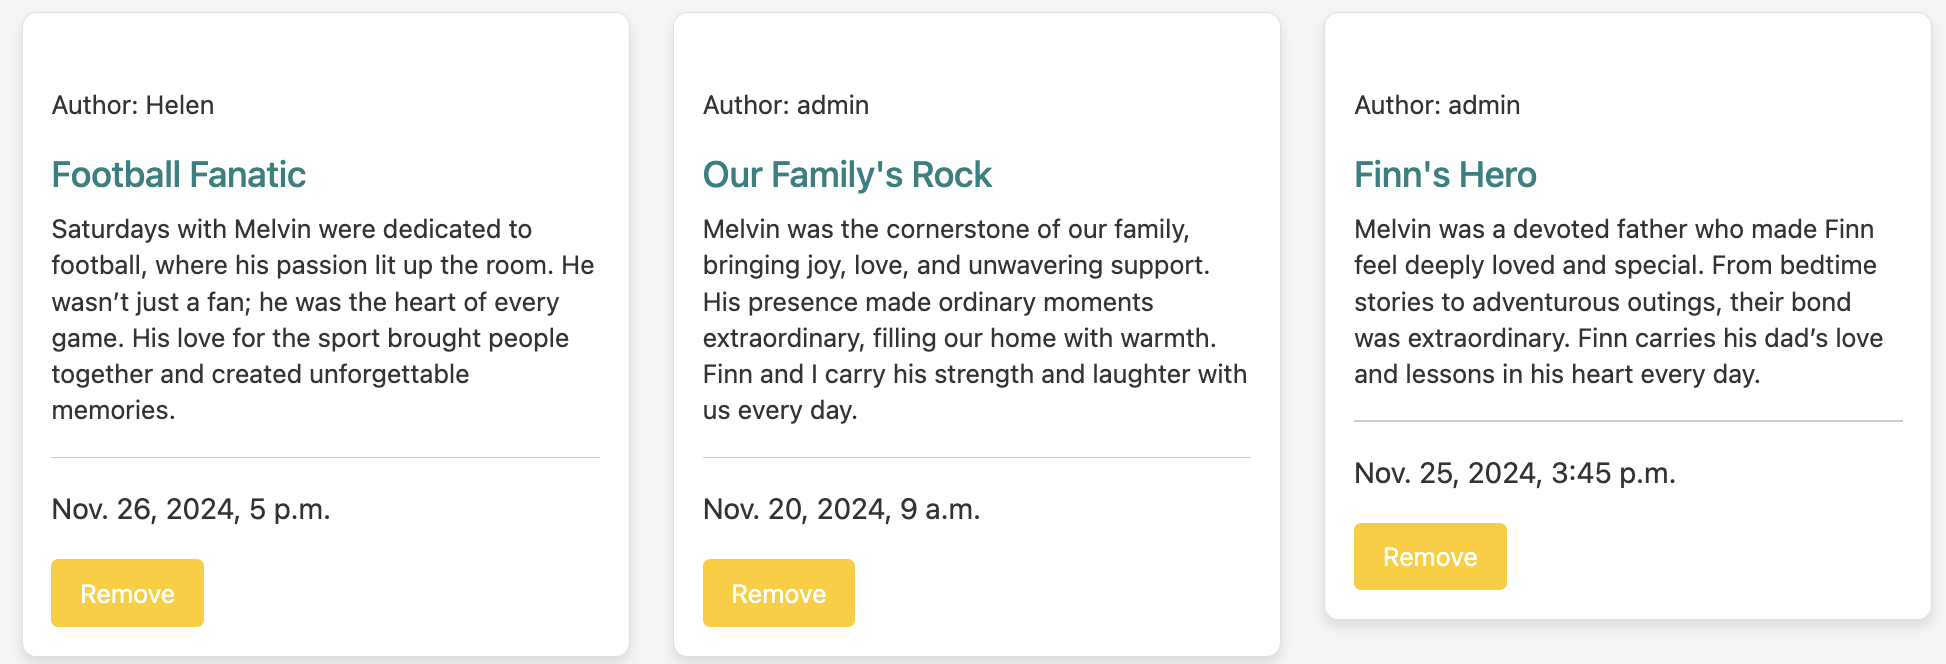 Author: Helen
Football Fanatic
Saturdays with Melvin were dedicated to
football, where his passion lit up the room. He
wasn’t just a fan; he was the heart of every
game. His love for the sport brought people
together and created unforgettable
memories.
Nov. 26, 2024, 5 p.m.
Remove
Author: admin
Our Family's Rock
Melvin was the cornerstone of our family,
bringing joy, love, and unwavering support.
His presence made ordinary moments
extraordinary, filling our home with warmth.
Finn and I carry his strength and laughter with
us every day.
Nov. 20, 2024, 9 a.m.
Remove
Author: admin
Finn's Hero
Melvin was a devoted father who made Finn
feel deeply loved and special. From bedtime
stories to adventurous outings, their bond
was extraordinary. Finn carries his dad’s love
and lessons in his heart every day.
Nov. 25, 2024, 3:45 p.m.
Remove